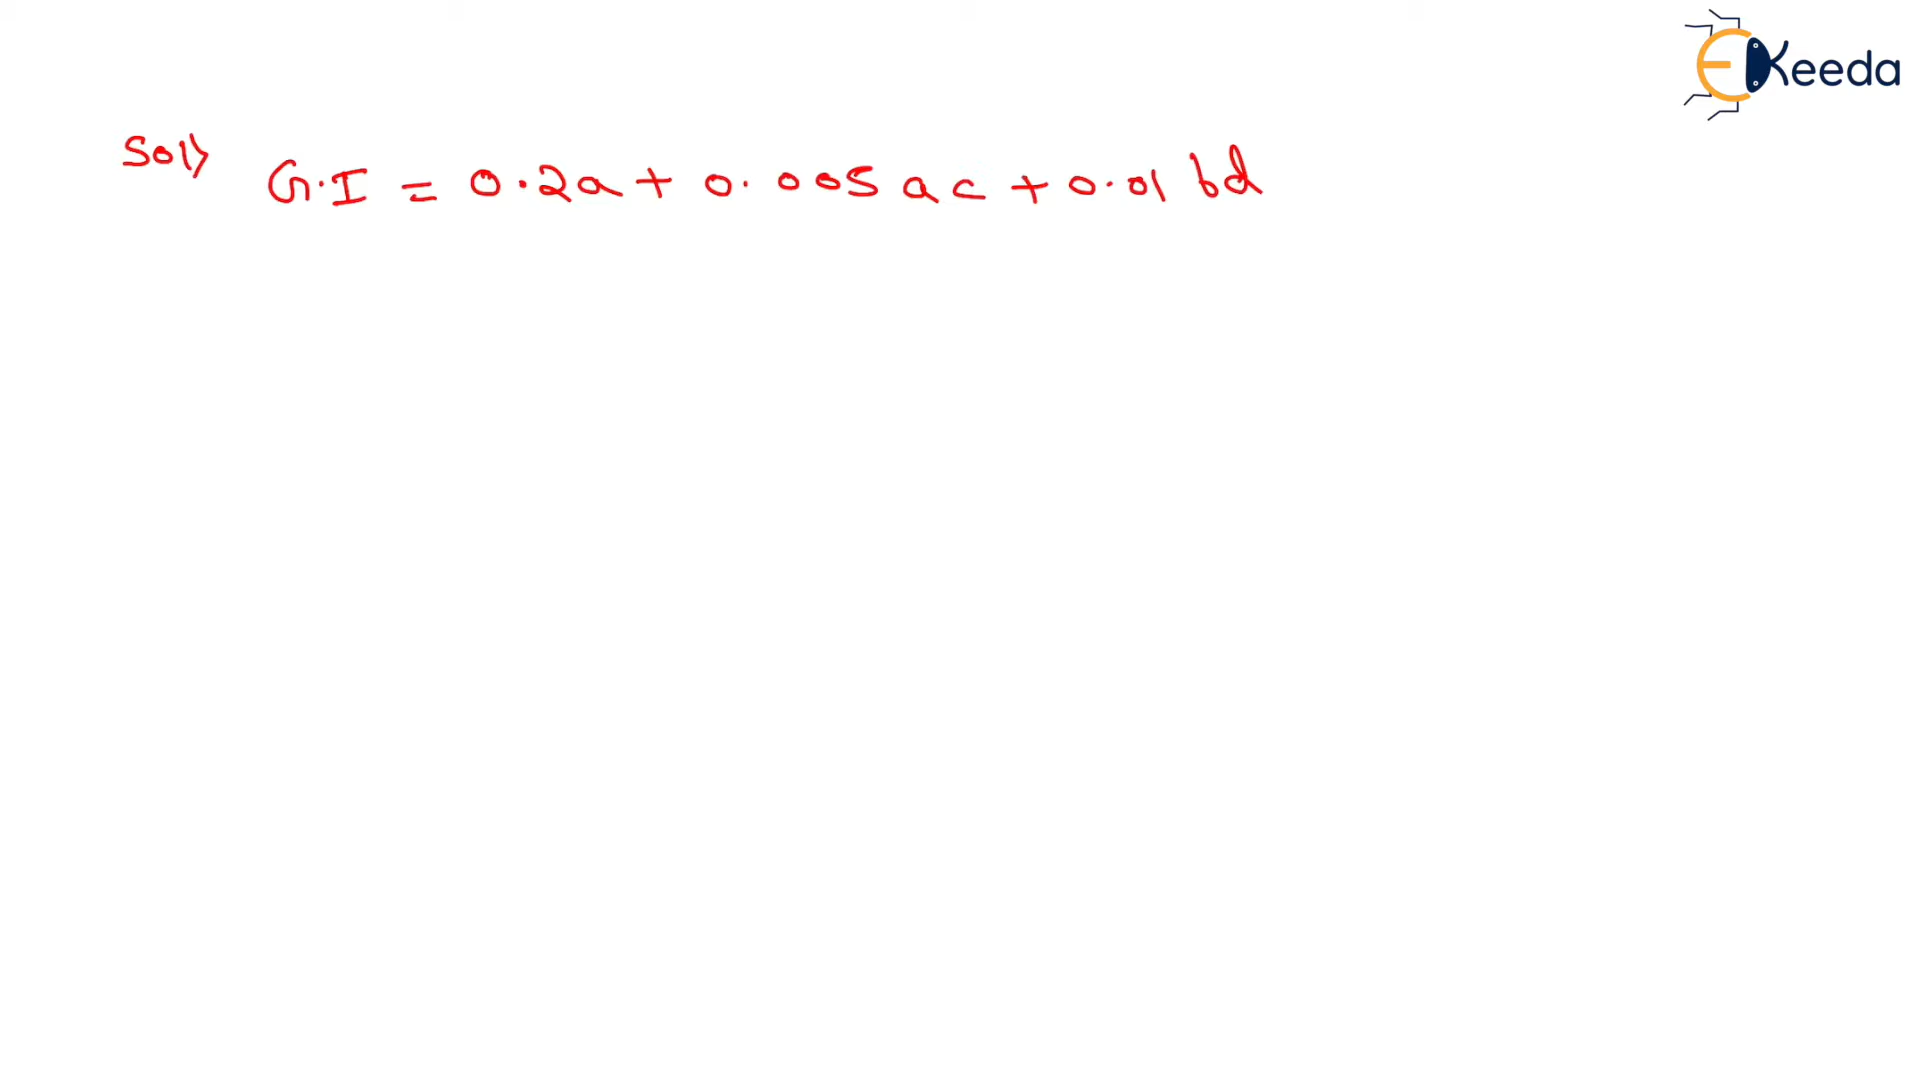 EKeeda
Sol)
G.I = 0.2a + 0.005 ac + 0.01 bd